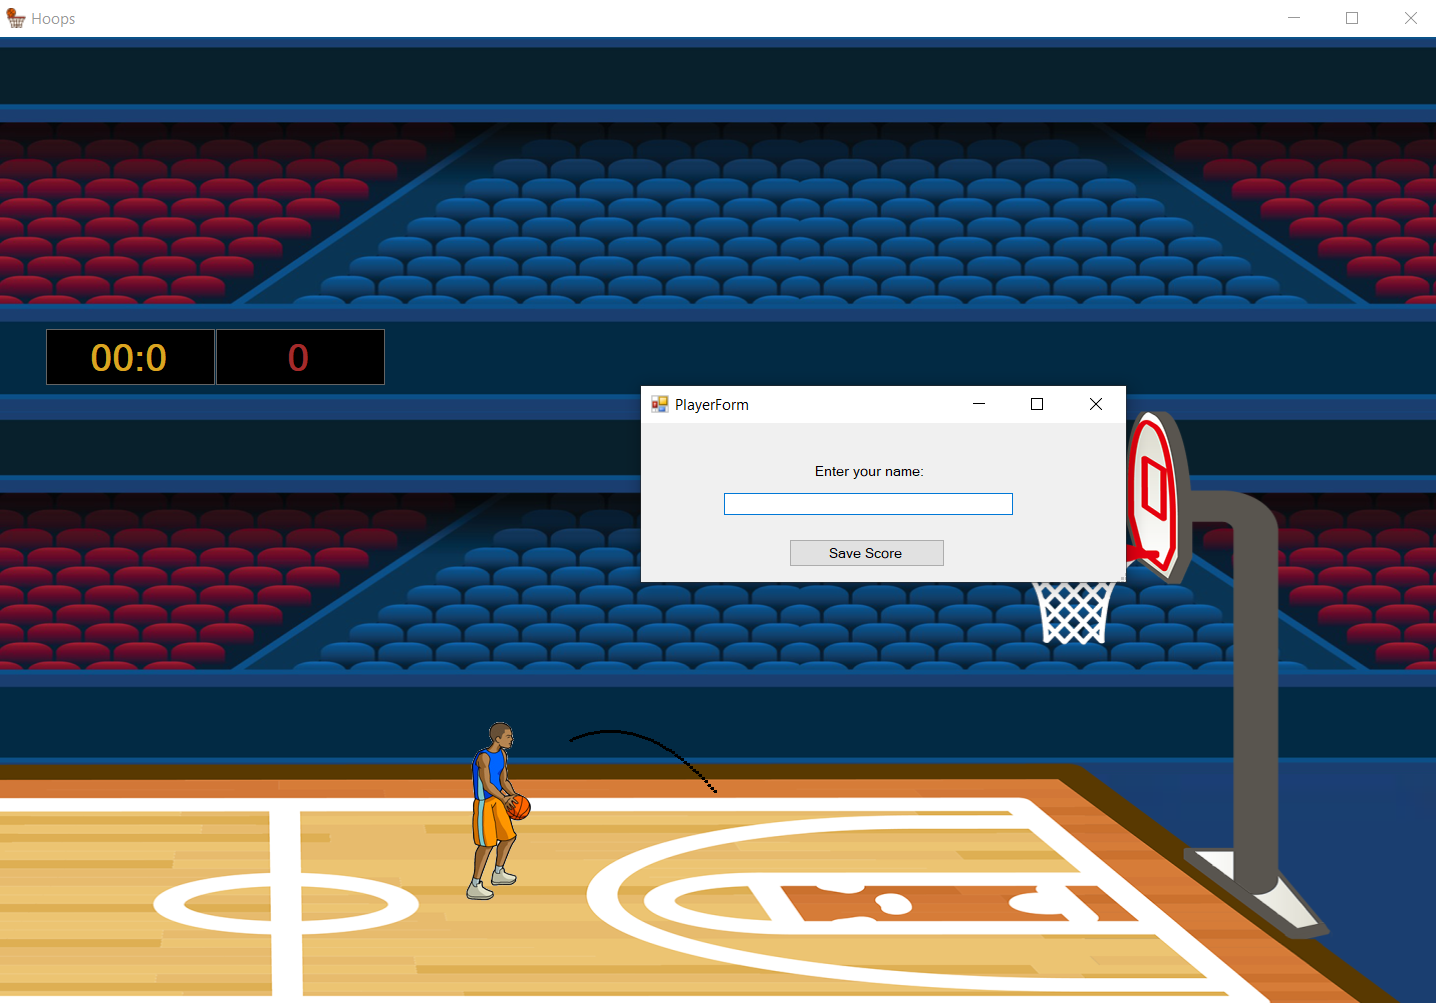 Hoops
00:0 0
PlayerForm
Enter your name:
Save Score